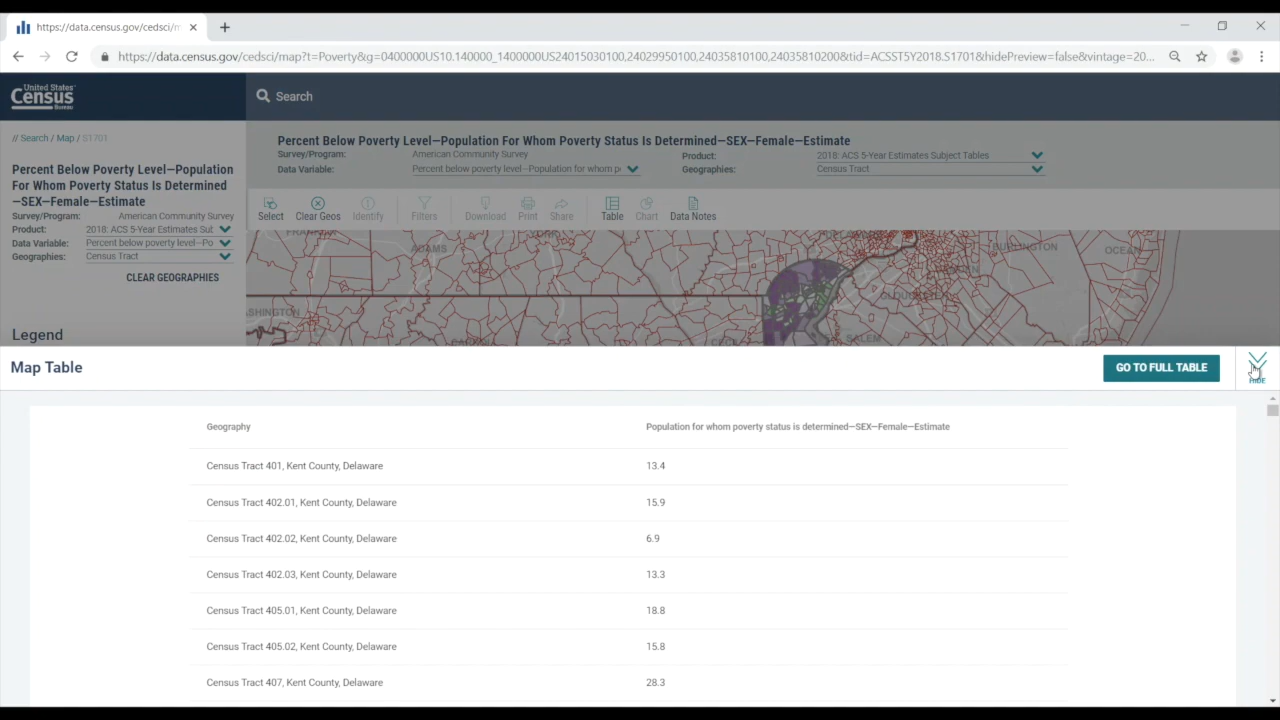 https://data.census.gov/cedsci/m
https://data.census.gov/cedsci/map?t=Poverty&g=0400000US10.140000_1400000US24015030100,24029950100,24035810100,24035810200&tid=ACSST5Y2018.S1701&hidePreview=false&vintage=20...
United States
Census
Bureau
Search
// Search / Map / S1701
Percent Below Poverty Level—Population
For Whom Poverty Status Is Determined
—SEX—Female—Estimate
Survey/Program: American Community Survey
Product: 2018: ACS 5-Year Estimates Sut
Data Variable: Percent below poverty level--Po
Geographies: Census Tract
CLEAR GEOGRAPHIES
Legend
Percent Below Poverty Level—Population For Whom Poverty Status Is Determined—SEX—Female—Estimate
Survey/Program: American Community Survey
Data Variable: Percent below poverty level--Population for whom p
Product: 2018: ACS 5-Year Estimates Subject Tables
Geographies: Census Tract
Select Clear Geos Identify Filters Download Print Share Table Chart Data Notes
FRANKLIN
ADAMS
YORK
BURLINGTON
OCEAN
GLOUCESTER
SALEM
CECIL
Map Table
GO TO FULL TABLE
HIDE
Geography Population for whom poverty status is determined—SEX—Female—Estimate
Census Tract 401, Kent County, Delaware 13.4
Census Tract 402.01, Kent County, Delaware 15.9
Census Tract 402.02, Kent County, Delaware 6.9
Census Tract 402.03, Kent County, Delaware 13.3
Census Tract 405.01, Kent County, Delaware 18.8
Census Tract 405.02, Kent County, Delaware 15.8
Census Tract 407, Kent County, Delaware 28.3